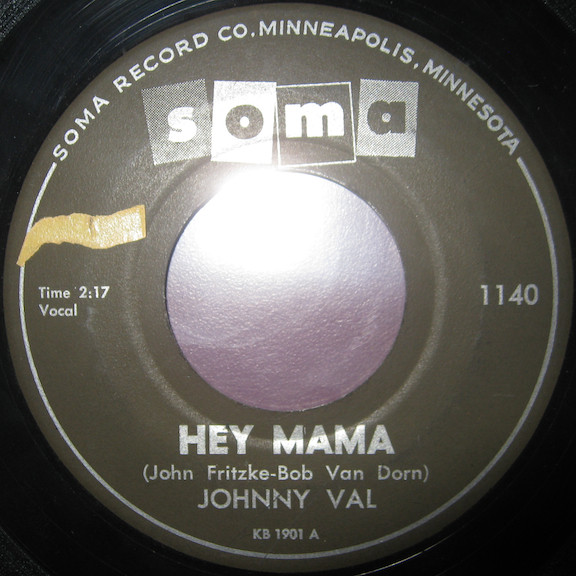 SOMA RECORD CO. MINNEAPOLIS, MINNESOTA
soma
Time 2:17
Vocal
1140
HEY MAMA
(John Fritzke-Bob Van Dorn)
JOHNNY VAL
KB 1901 A